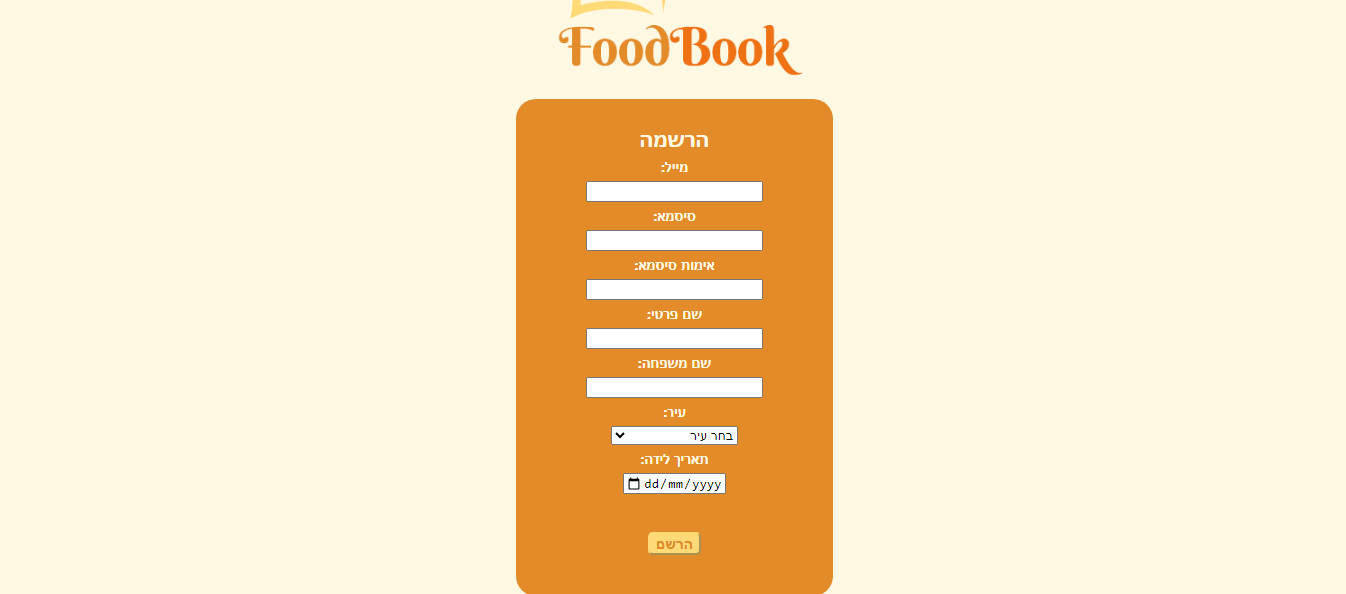 FoodBook
הרשמה
מייל:
סיסמא:
אימות סיסמא:
שם פרטי:
שם משפחה:
עיר:
בחר עיר
תאריך לידה:
dd/mm/yyyy
הרשם